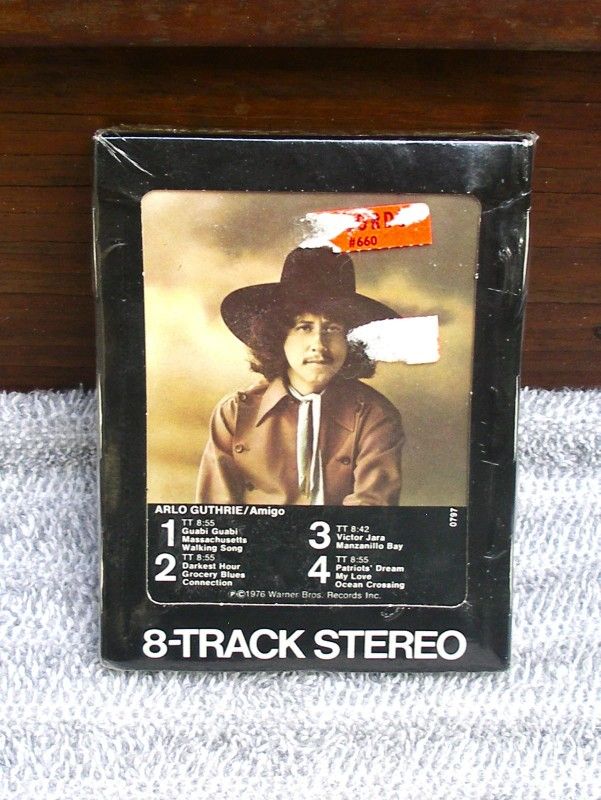 #660
ARLO GUTHRIE/Amigo
1 TT 8:55
Guabi Guabi
Massachusetts
Walking Song
2 TT 8:55
Darkest Hour
Grocery Blues
Connection
3 TT 8:42
Victor Jara
Manzanillo Bay
4 TT 8:55
Patriots' Dream
My Love
Ocean Crossing
0797
℗©1976 Warner Bros. Records Inc.
8-TRACK STEREO